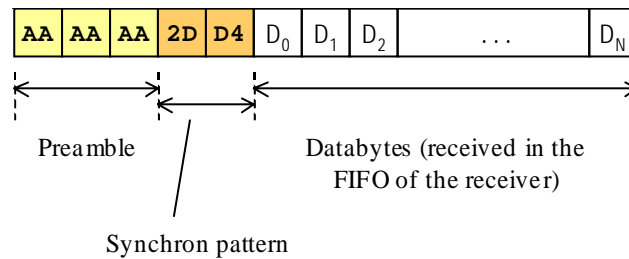 AA AA AA 2D D4 D0 D1 D2 ... DN
Preamble
Databytes (received in the
FIFO of the receiver)
Synchron pattern